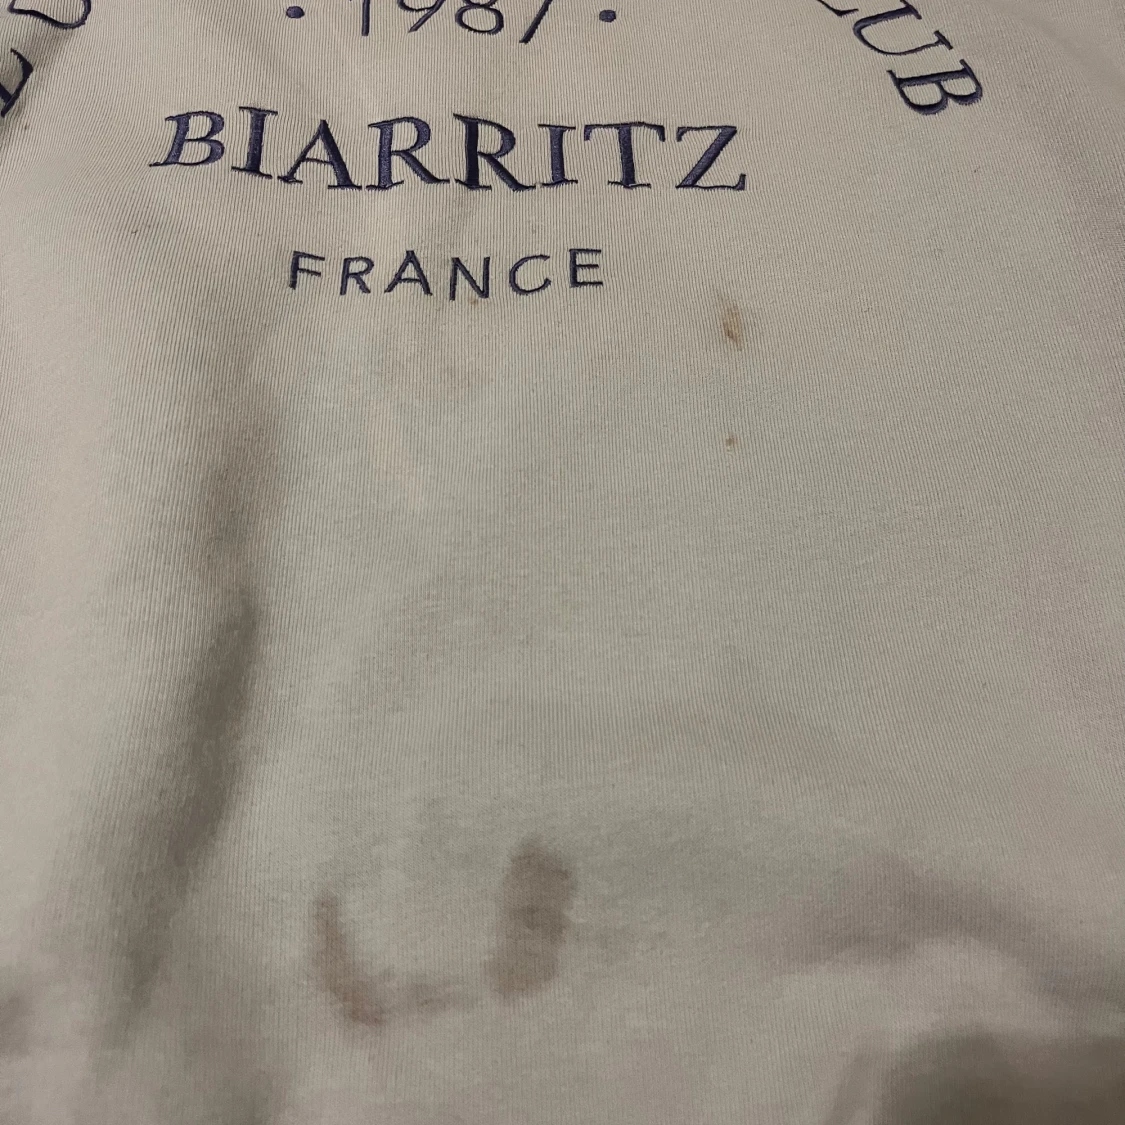 • 1987 •
BIARRITZ
FRANCE